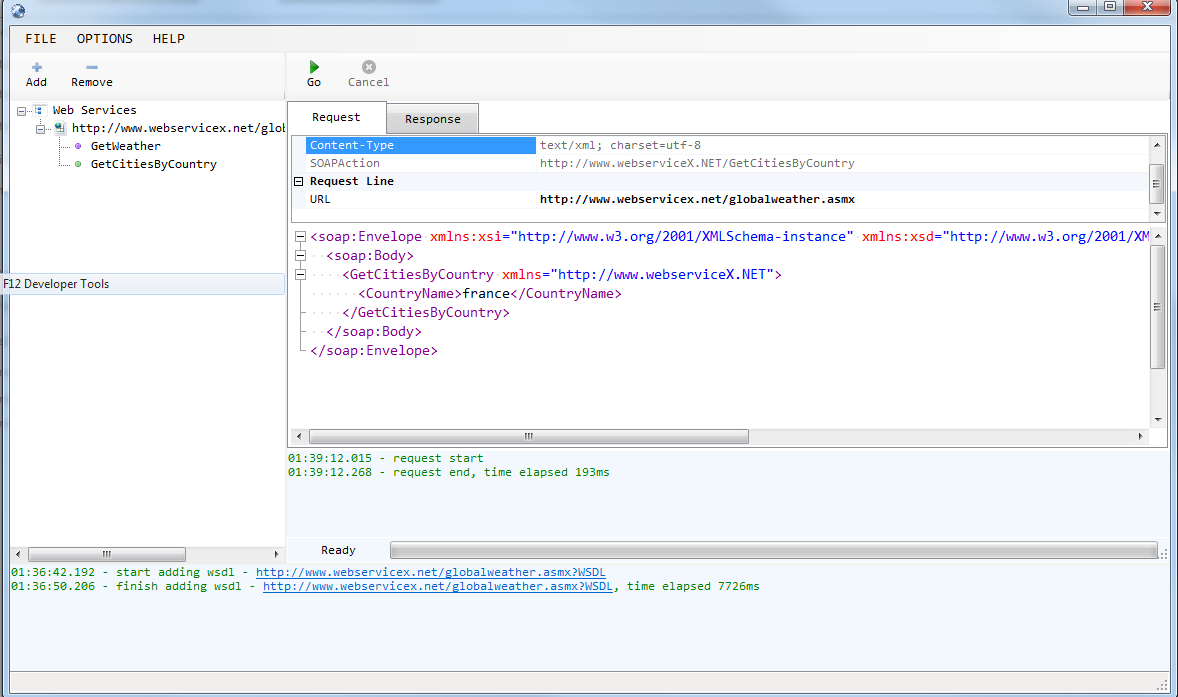 FILE OPTIONS HELP
Add Remove
Go Cancel
Web Services
http://www.webservicex.net/glob
GetWeather
GetCitiesByCountry
F12 Developer Tools
Request Response
Content-Type text/xml; charset=utf-8
SOAPAction http://www.webserviceX.NET/GetCitiesByCountry
Request Line
URL http://www.webservicex.net/globalweather.asmx
<soap:Envelope xmlns:xsi="http://www.w3.org/2001/XMLSchema-instance" xmlns:xsd="http://www.w3.org/2001/XM
<soap:Body>
<GetCitiesByCountry xmlns="http://www.webserviceX.NET">
<CountryName>france</CountryName>
</GetCitiesByCountry>
</soap:Body>
</soap:Envelope>
01:39:12.015 - request start
01:39:12.268 - request end, time elapsed 193ms
Ready
01:36:42.192 - start adding wsdl - http://www.webservicex.net/globalweather.asmx?WSDL
01:36:50.206 - finish adding wsdl - http://www.webservicex.net/globalweather.asmx?WSDL, time elapsed 7726ms